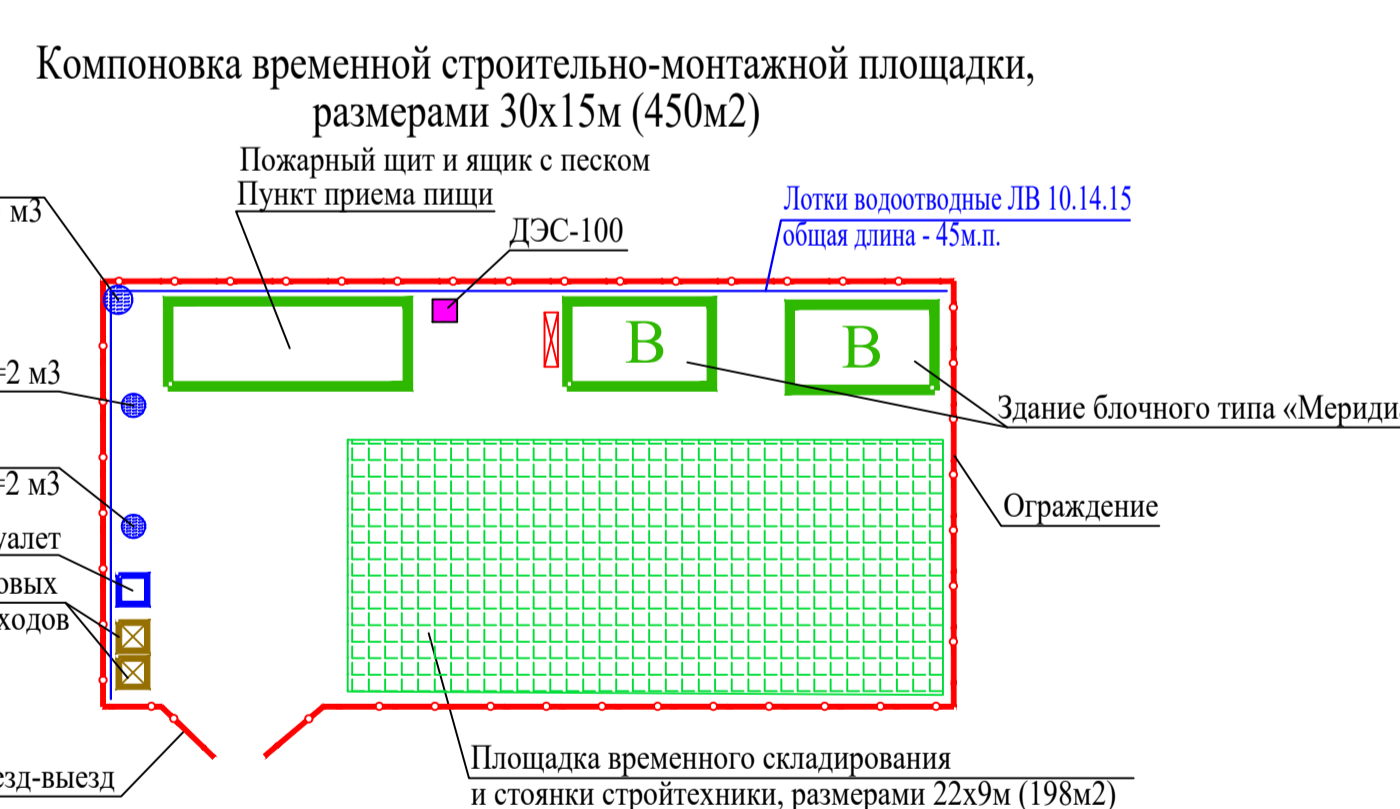 Компоновка временной строительно-монтажной площадки,
размерами 30х15м (450м2)
Пожарный щит и ящик с песком
Пункт приема пищи
м3
ДЭС-100
Лотки водоотводные ЛВ 10.14.15
общая длина - 45м.п.
В
В
=2 м3
Здание блочного типа «Мериди
=2 м3
Ограждение
уалет
овых
ходов
Площадка временного складирования
езд-выезд
и стоянки стройтехники, размерами 22х9м (198м2)